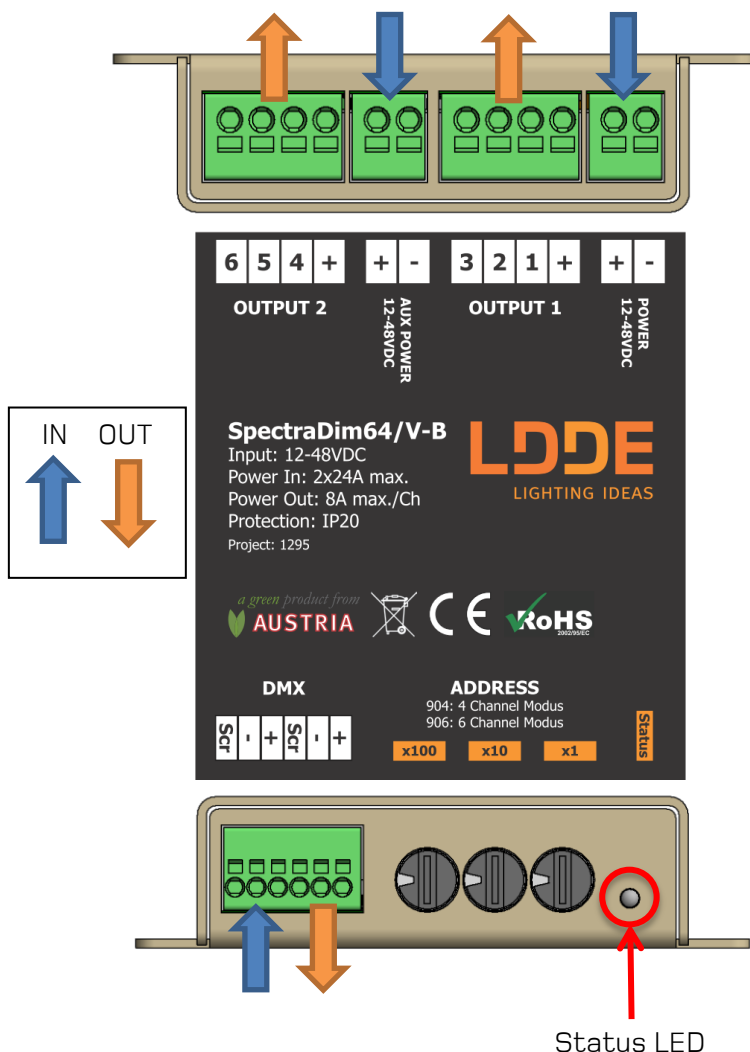 6 5 4 + + - 3 2 1 + + -
OUTPUT 2
AUX POWER
12-48VDC
OUTPUT 1
POWER
12-48VDC
IN OUT
SpectraDim64/V-B
Input: 12-48VDC
Power In: 2x24A max.
Power Out: 8A max./Ch
Protection: IP20
Project: 1295
LDDE
LIGHTING IDEAS
a green product from
AUSTRIA
CE
RoHS
2002/95/EC
DMX
Scr - + Scr - +
ADDRESS
904: 4 Channel Modus
906: 6 Channel Modus
x100 x10 x1
Status
Status LED